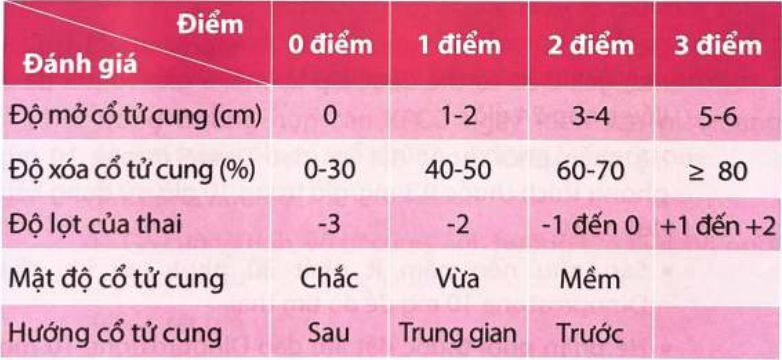 Điểm
Đánh giá
0 điểm 1 điểm 2 điểm 3 điểm
Độ mở cổ tử cung (cm) 0 1-2 3-4 5-6
Độ xóa cổ tử cung (%) 0-30 40-50 60-70 ≥ 80
Độ lọt của thai -3 -2 -1 đến 0 +1 đến +2
Mật độ cổ tử cung Chắc Vừa Mềm
Hướng cổ tử cung Sau Trung gian Trước